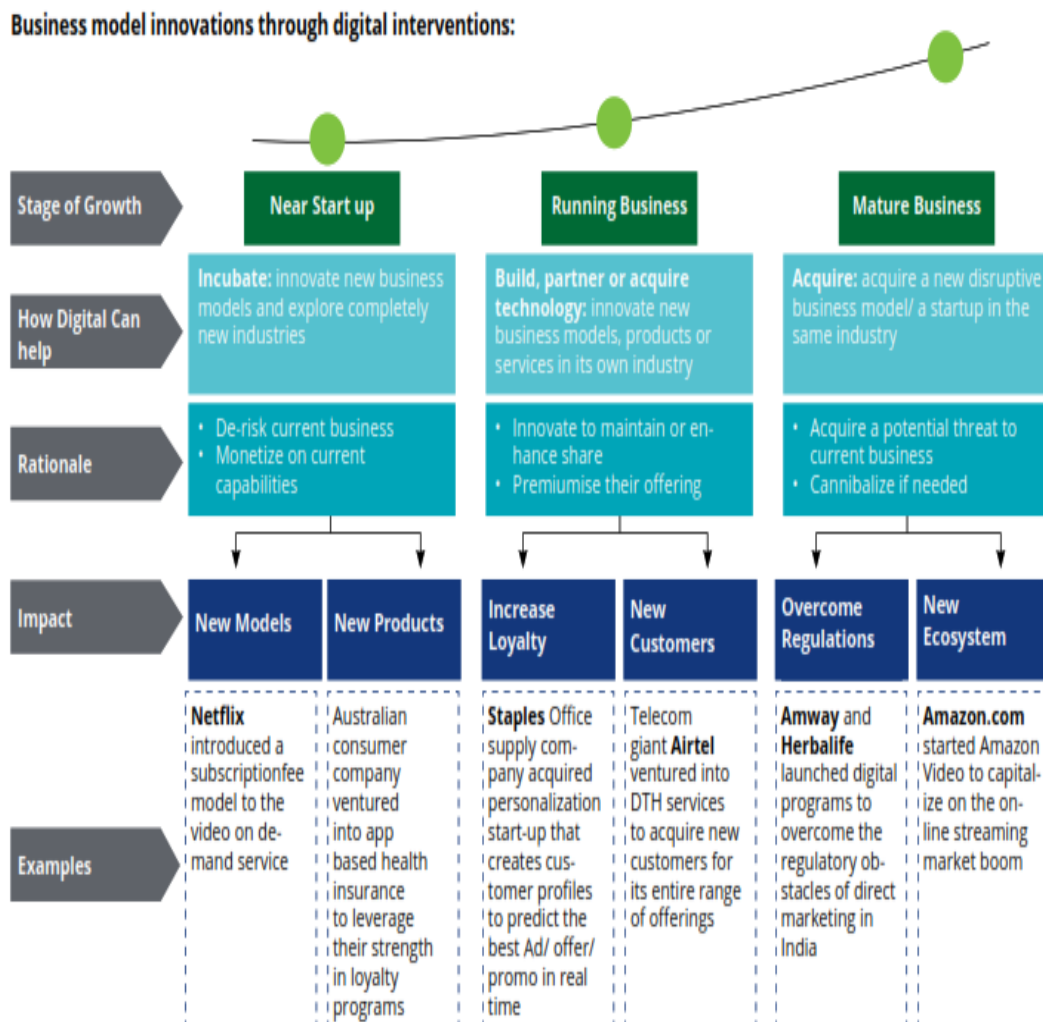 Business model innovations through digital interventions:
Stage of Growth
Near Start up
Running Business
Mature Business
How Digital Can
help
Incubate: innovate new business
models and explore completely
new industries
Build, partner or acquire
technology: innovate new
business models, products or
services in its own industry
Acquire: acquire a new disruptive
business model/ a startup in the
same industry
Rationale
• De-risk current business
• Monetize on current
capabilities
• Innovate to maintain or en-
hance share
• Premiumise their offering
• Acquire a potential threat to
current business
• Cannibalize if needed
Impact
New Models
New Products
Increase
Loyalty
New
Customers
Overcome
Regulations
New
Ecosystem
Examples
Netflix
introduced a
subscriptionfee
model to the
video on de-
mand service
Australian
consumer
company
ventured
into app
based health
insurance
to leverage
their strength
in loyalty
programs
Staples Office
supply com-
pany acquired
personalization
start-up that
creates cus-
tomer profiles
to predict the
best Ad/ offer/
promo in real
time
Telecom
giant Airtel
ventured into
DTH services
to acquire new
customers for
its entire range
of offerings
Amway and
Herbalife
launched digital
programs to
overcome the
regulatory ob-
stacles of direct
marketing in
India
Amazon.com
started Amazon
Video to capital-
ize on the on-
line streaming
market boom